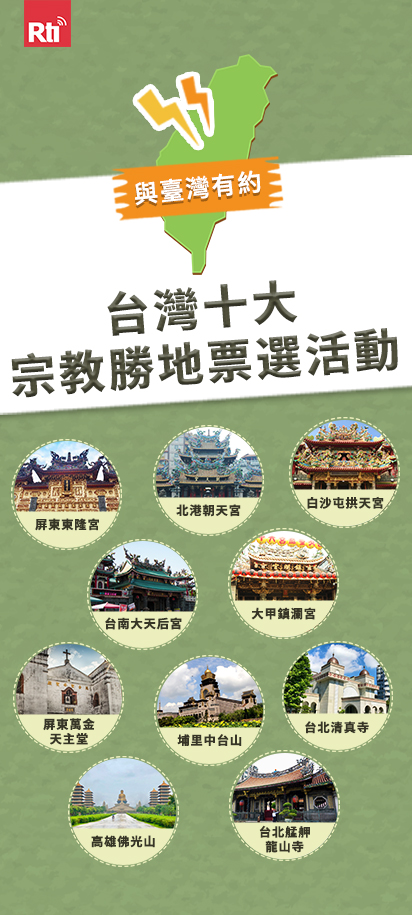 Rti
與臺灣有約
台灣十大
宗教勝地票選活動
屏東東隆宮
北港朝天宮
白沙屯拱天宮
台南大天后宮
大甲鎮瀾宮
屏東萬金
天主堂
埔里中台山
台北清真寺
高雄佛光山
台北艋舺
龍山寺